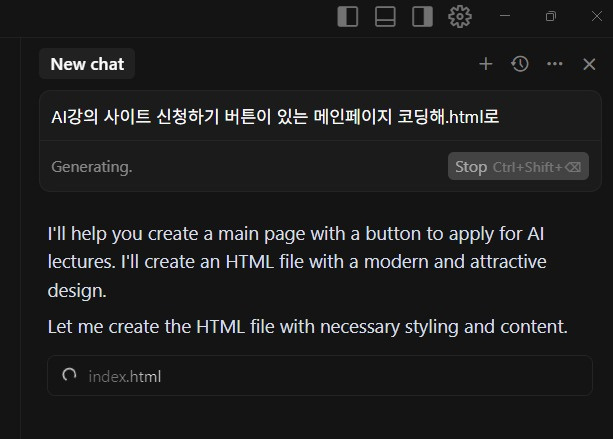 New chat
AI강의 사이트 신청하기 버튼이 있는 메인페이지 코딩해.html로
Generating.
Stop Ctrl+Shift+⌫
I'll help you create a main page with a button to apply for AI
lectures. I'll create an HTML file with a modern and attractive
design.
Let me create the HTML file with necessary styling and content.
index.html